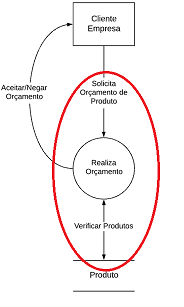 Cliente
Empresa
Solicita
Orçamento de
Produto
Aceitar/Negar
Orçamento
Realiza
Orçamento
Verificar Produtos
Produto